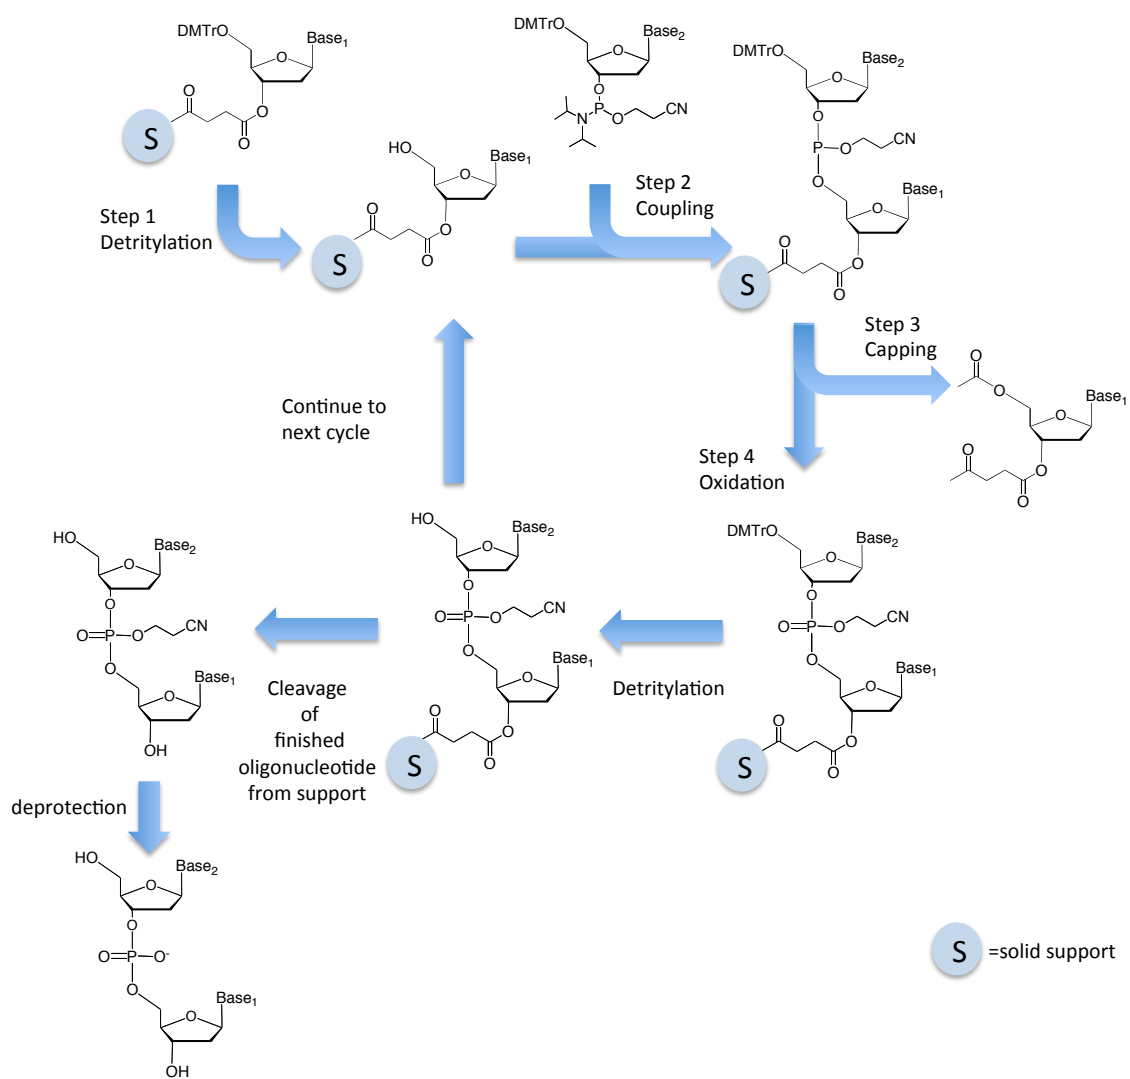 DMTrO
Base1
O
O
O
O
S
Step 1
Detritylation
HO
Base1
O
O
O
O
S
DMTrO
Base2
O
O
P
N
O
CN
Step 2
Coupling
DMTrO
Base2
O
O
P
O
CN
O
Base1
O
O
O
O
S
Step 3
Capping
O
O
Base1
O
O
O
O
Continue to
next cycle
Step 4
Oxidation
DMTrO
Base2
O
O
O=P
O
CN
O
Base1
O
O
O
O
S
Detritylation
HO
Base2
O
O
O=P
O
CN
O
Base1
O
O
O
O
S
Cleavage
of
finished
oligonucleotide
from support
HO
Base2
O
O
O=P
O
CN
O
Base1
O
OH
deprotection
HO
Base2
O
O
O=P
O-
O
Base1
O
OH
S =solid support